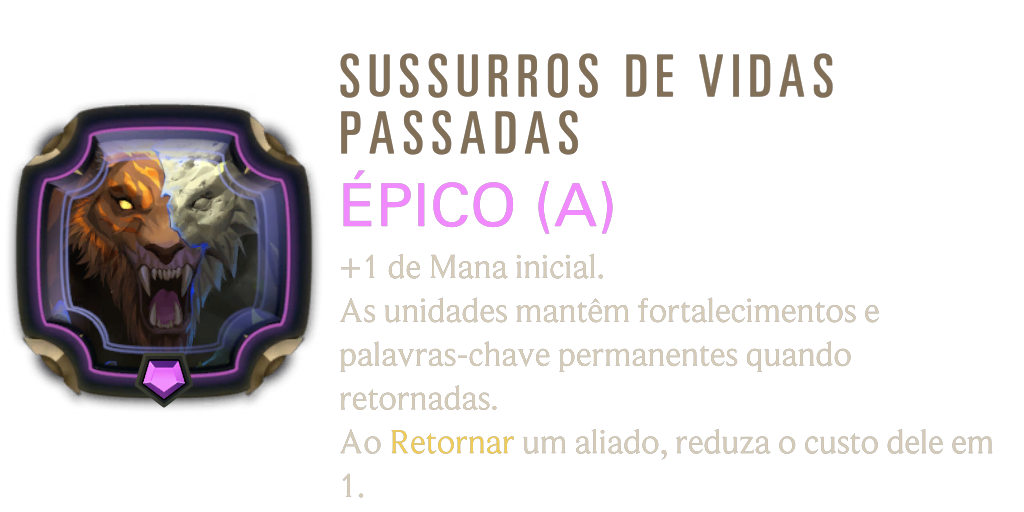 SUSSURROS DE VIDAS
PASSADAS
ÉPICO (A)
+1 de Mana inicial.
As unidades mantêm fortalecimentos e
palavras-chave permanentes quando
retornadas.
Ao Retornar um aliado, reduza o custo dele em
1.